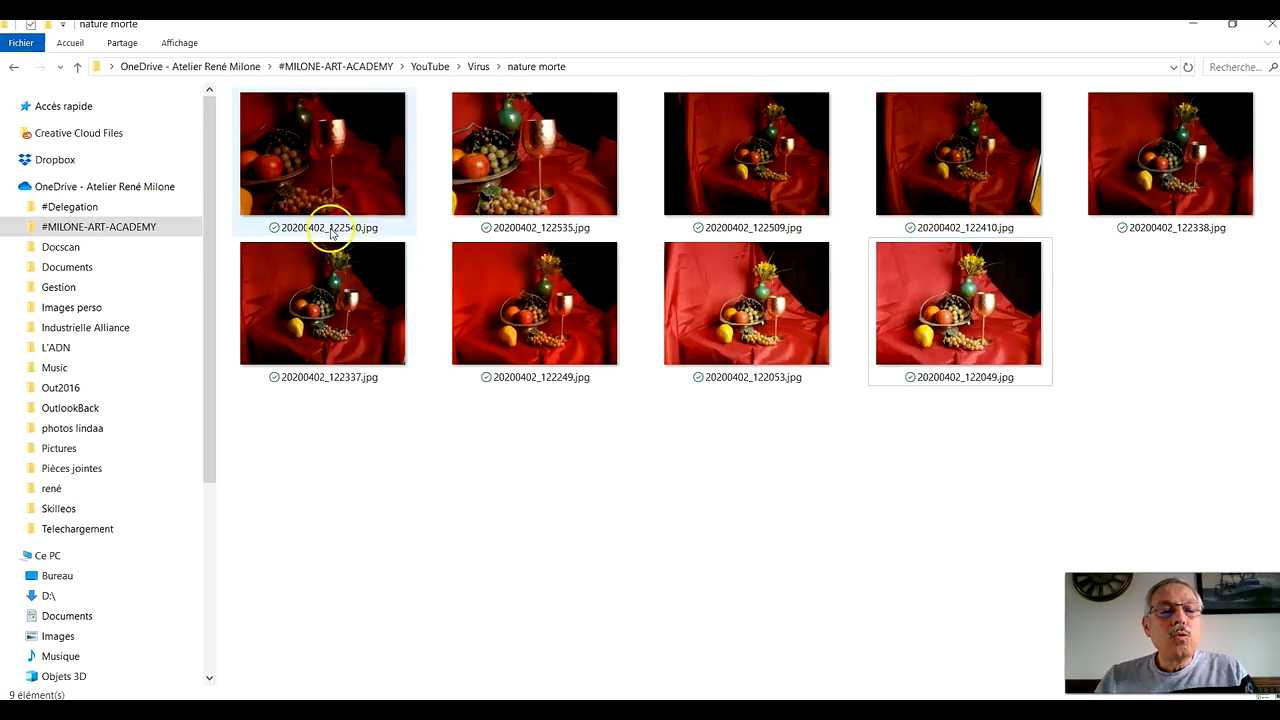 nature morte
Fichier Accueil Partage Affichage
OneDrive - Atelier René Milone > #MILONE-ART-ACADEMY > YouTube > Virus > nature morte
Recherche...
Accès rapide
Creative Cloud Files
Dropbox
OneDrive - Atelier René Milone
#Delegation
#MILONE-ART-ACADEMY
Docscan
Documents
Gestion
Images perso
Industrielle Alliance
L'ADN
Music
Out2016
OutlookBack
photos lindaa
Pictures
Pièces jointes
rené
Skilleos
Telechargement
Ce PC
Bureau
D:\
Documents
Images
Musique
Objets 3D
9 élément(s)
20200402_122540.jpg 20200402_122535.jpg 20200402_122509.jpg 20200402_122410.jpg 20200402_122338.jpg
20200402_122337.jpg 20200402_122249.jpg 20200402_122053.jpg 20200402_122049.jpg